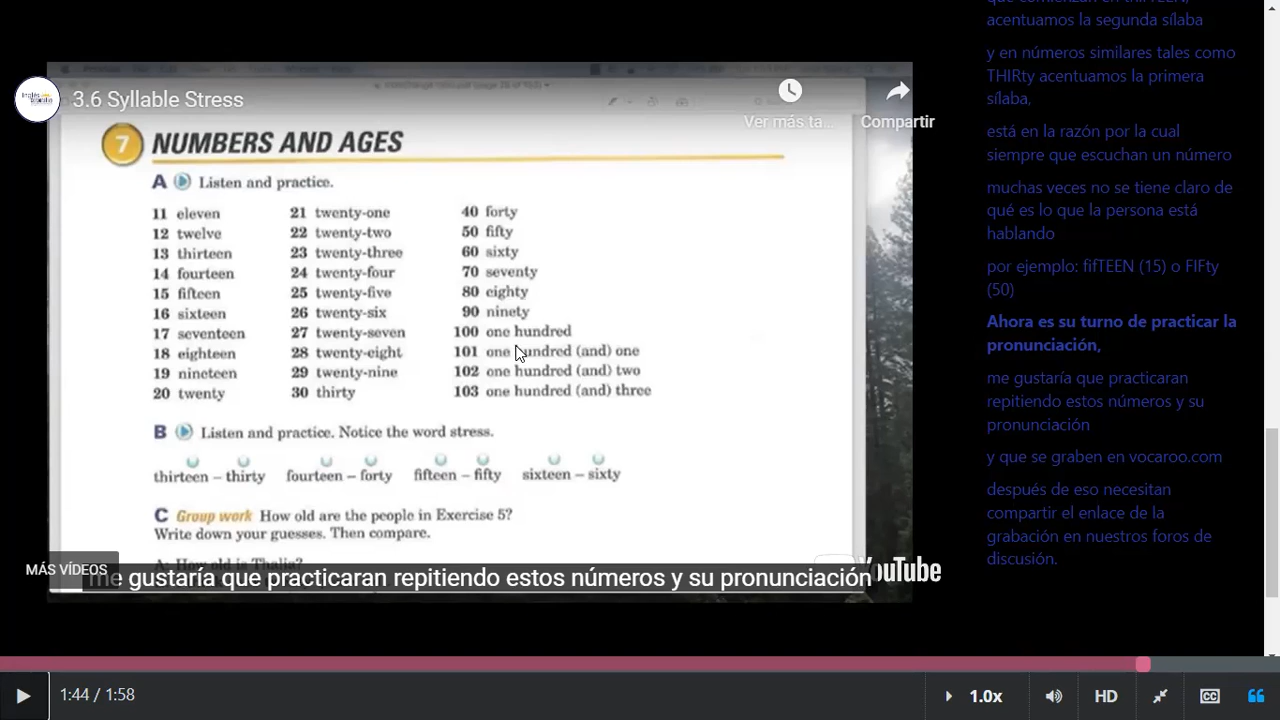 3.6 Syllable Stress
Ver más ta...
Compartir
7 NUMBERS AND AGES
A Listen and practice.
11 eleven
12 twelve
13 thirteen
14 fourteen
15 fifteen
16 sixteen
17 seventeen
18 eighteen
19 nineteen
20 twenty
21 twenty-one
22 twenty-two
23 twenty-three
24 twenty-four
25 twenty-five
26 twenty-six
27 twenty-seven
28 twenty-eight
29 twenty-nine
30 thirty
40 forty
50 fifty
60 sixty
70 seventy
80 eighty
90 ninety
100 one hundred
101 one hundred (and) one
102 one hundred (and) two
103 one hundred (and) three
B Listen and practice. Notice the word stress.
thirteen – thirty fourteen – forty fifteen – fifty sixteen – sixty
C Group work How old are the people in Exercise 5?
Write down your guesses. Then compare.
A: How old is Thalia?
MÁS VÍDEOS
me gustaría que practicaran repitiendo estos números y su pronunciación
YouTube
acentuamos la segunda sílaba
y en números similares tales como
THIRty acentuamos la primera
sílaba,
está en la razón por la cual
siempre que escuchan un número
muchas veces no se tiene claro de
qué es lo que la persona está
hablando
por ejemplo: fifTEEN (15) o FIFty
(50)
Ahora es su turno de practicar la
pronunciación,
me gustaría que practicaran
repitiendo estos números y su
pronunciación
y que se graben en vocaroo.com
después de eso necesitan
compartir el enlace de la
grabación en nuestros foros de
discusión.
1:44 / 1:58
1.0x
HD
CC